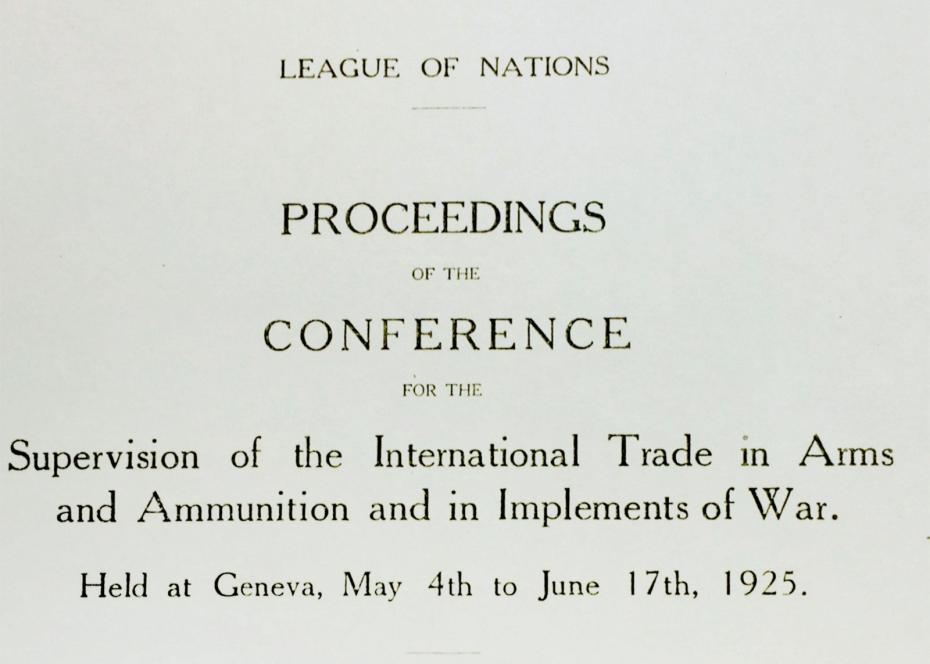 LEAGUE OF NATIONS
PROCEEDINGS
OF THE
CONFERENCE
FOR THE
Supervision of the International Trade in Arms
and Ammunition and in Implements of War.
Held at Geneva, May 4th to June 17th, 1925.